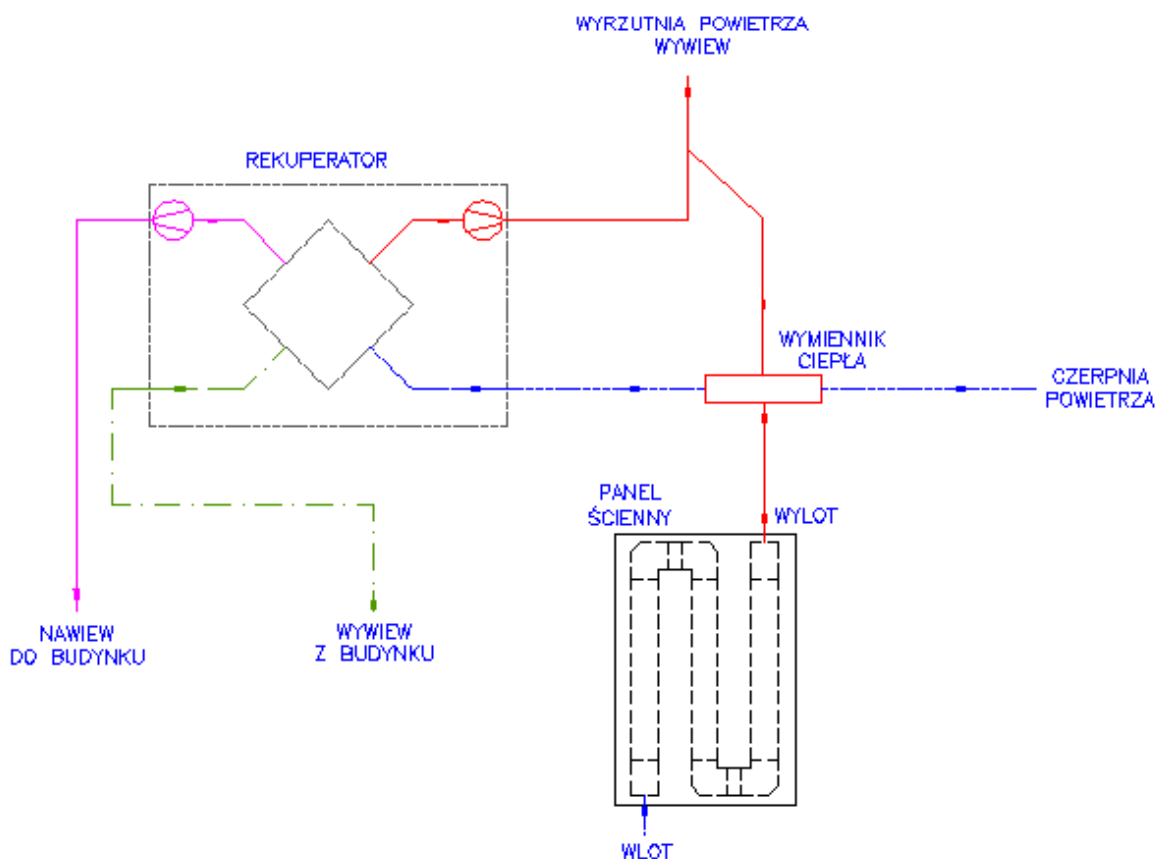 WYRZUTNIA POWIETRZA
WYWIEW
REKUPERATOR
WYMIENNIK
CIEPŁA
CZERPNIA
POWIETRZA
PANEL
ŚCIENNY
WYLOT
NAWIEW
DO BUDYNKU
WYWIEW
Z BUDYNKU
WLOT